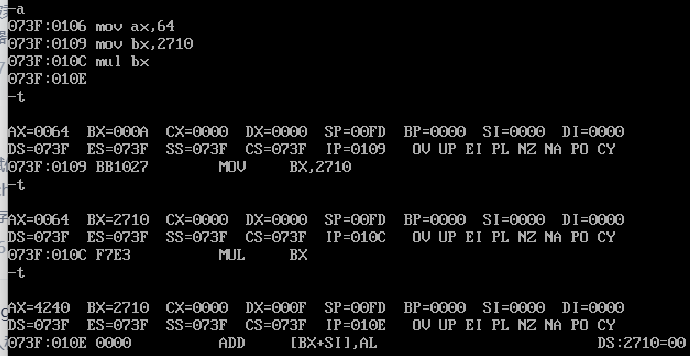 -a
073F:0106 mov ax,64
073F:0109 mov bx,2710
073F:010C mul bx
073F:010E
-t
AX=0064  BX=000A  CX=0000  DX=0000  SP=00FD  BP=0000  SI=0000  DI=0000
DS=073F  ES=073F  SS=073F  CS=073F  IP=0109   OV UP EI PL NZ NA PO CY
073F:0109 BB1027        MOV     BX,2710
-t
AX=0064  BX=2710  CX=0000  DX=0000  SP=00FD  BP=0000  SI=0000  DI=0000
DS=073F  ES=073F  SS=073F  CS=073F  IP=010C   OV UP EI PL NZ NA PO CY
073F:010C F7E3          MUL     BX
-t
AX=4240  BX=2710  CX=0000  DX=000F  SP=00FD  BP=0000  SI=0000  DI=0000
DS=073F  ES=073F  SS=073F  CS=073F  IP=010E   OV UP EI PL NZ NA PO CY
073F:010E 0000          ADD     [BX+SI],AL                         DS:2710=00